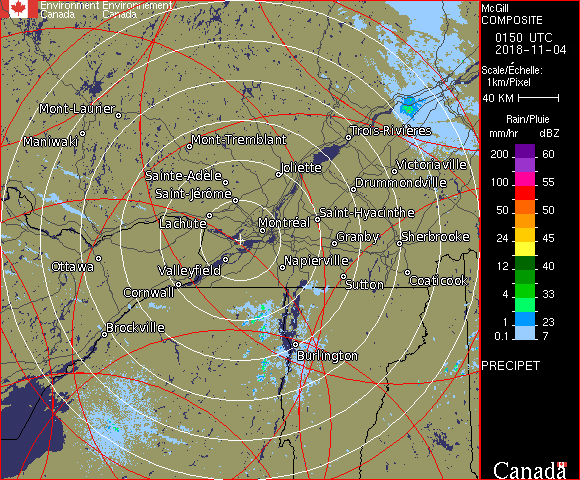 Environment Environnement
Canada Canada
Mont-Laurier
Maniwaki
Mont-Tremblant
Trois-Rivières
Joliette
Victoriaville
Sainte-Adèle
Drummondville
Saint-Jérôme
Saint-Hyacinthe
Lachute
Montréal
Granby
Sherbrooke
Ottawa
Valleyfield
Napierville
Cornwall
Sutton
Coaticook
Brockville
Burlington
McGill
COMPOSITE
0150 UTC
2018-11-04
Scale/Échelle:
1km/Pixel
40 KM
Rain/Pluie
mm/hr dBZ
200 60
100 55
50 50
24 45
12 40
4 33
1 23
0.1 7
PRECIPET
Canada